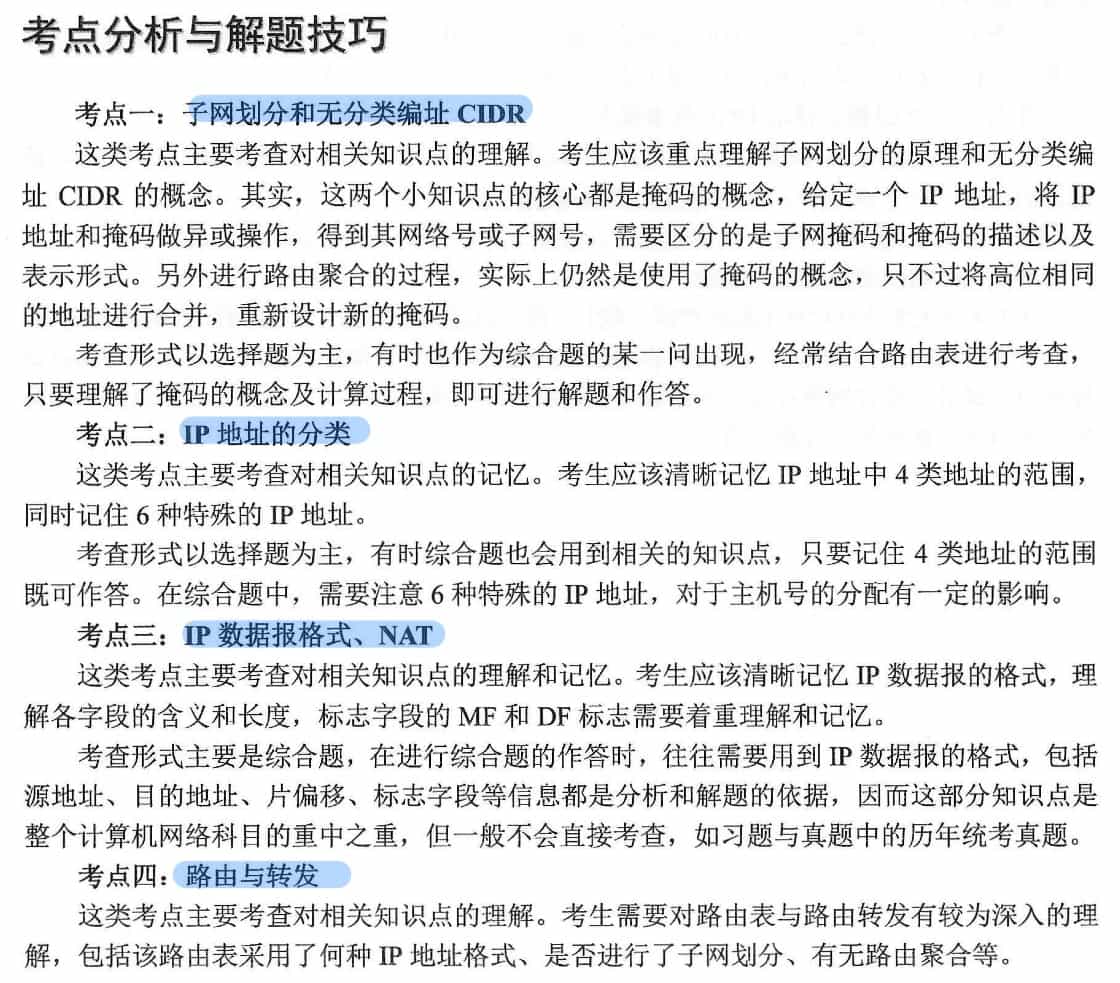 考点分析与解题技巧
考点一：子网划分和无分类编址 CIDR
这类考点主要考查对相关知识点的理解。考生应该重点理解子网划分的原理和无分类编
址 CIDR 的概念。其实，这两个小知识点的核心都是掩码的概念，给定一个 IP 地址，将 IP
地址和掩码做异或操作，得到其网络号或子网号，需要区分的是子网掩码和掩码的描述以及
表示形式。另外进行路由聚合的过程，实际上仍然是使用了掩码的概念，只不过将高位相同
的地址进行合并，重新设计新的掩码。
考查形式以选择题为主，有时也作为综合题的某一问出现，经常结合路由表进行考查，
只要理解了掩码的概念及计算过程，即可进行解题和作答。
考点二：IP 地址的分类
这类考点主要考查对相关知识点的记忆。考生应该清晰记忆 IP 地址中 4 类地址的范围，
同时记住 6 种特殊的 IP 地址。
考查形式以选择题为主，有时综合题也会用到相关的知识点，只要记住 4 类地址的范围
既可作答。在综合题中，需要注意 6 种特殊的 IP 地址，对于主机号的分配有一定的影响。
考点三：IP 数据报格式、NAT
这类考点主要考查对相关知识点的理解和记忆。考生应该清晰记忆 IP 数据报的格式，理
解各字段的含义和长度，标志字段的 MF 和 DF 标志需要着重理解和记忆。
考查形式主要是综合题，在进行综合题的作答时，往往需要用到 IP 数据报的格式，包括
源地址、目的地址、片偏移、标志字段等信息都是分析和解题的依据，因而这部分知识点是
整个计算机网络科目的重中之重，但一般不会直接考查，如习题与真题中的历年统考真题。
考点四：路由与转发
这类考点主要考查对相关知识点的理解。考生需要对路由表与路由转发有较为深入的理
解，包括该路由表采用了何种 IP 地址格式、是否进行了子网划分、有无路由聚合等。